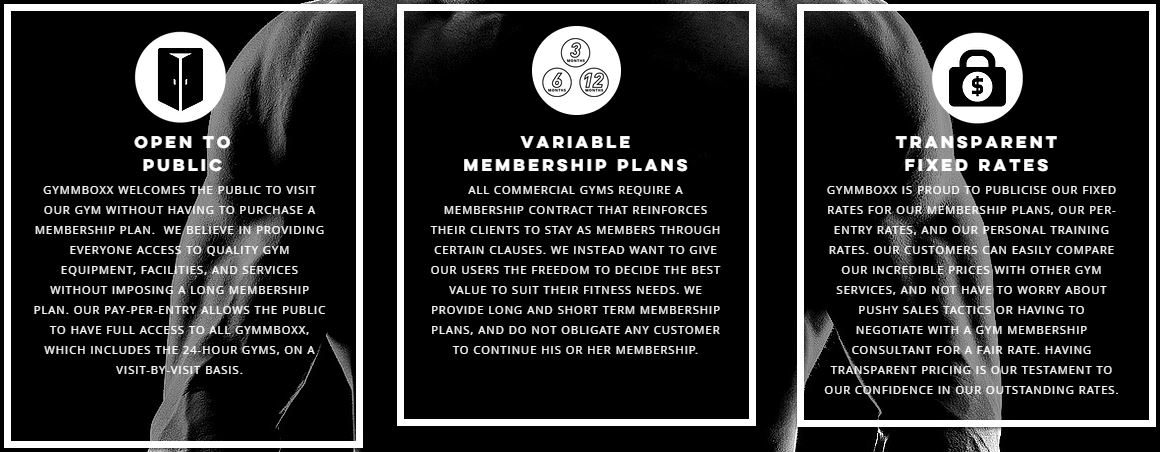 OPEN TO
PUBLIC
GYMMBOXX WELCOMES THE PUBLIC TO VISIT
OUR GYM WITHOUT HAVING TO PURCHASE A
MEMBERSHIP PLAN.  WE BELIEVE IN PROVIDING
EVERYONE ACCESS TO QUALITY GYM
EQUIPMENT, FACILITIES, AND SERVICES
WITHOUT IMPOSING A LONG MEMBERSHIP
PLAN. OUR PAY-PER-ENTRY ALLOWS THE PUBLIC
TO HAVE FULL ACCESS TO ALL GYMMBOXX,
WHICH INCLUDES THE 24-HOUR GYMS, ON A
VISIT-BY-VISIT BASIS.
3
MONTHS
6
MONTHS
12
MONTHS
VARIABLE
MEMBERSHIP PLANS
ALL COMMERCIAL GYMS REQUIRE A
MEMBERSHIP CONTRACT THAT REINFORCES
THEIR CLIENTS TO STAY AS MEMBERS THROUGH
CERTAIN CLAUSES. WE INSTEAD WANT TO GIVE
OUR USERS THE FREEDOM TO DECIDE THE BEST
VALUE TO SUIT THEIR FITNESS NEEDS. WE
PROVIDE LONG AND SHORT TERM MEMBERSHIP
PLANS, AND DO NOT OBLIGATE ANY CUSTOMER
TO CONTINUE HIS OR HER MEMBERSHIP.
$
TRANSPARENT
FIXED RATES
GYMMBOXX IS PROUD TO PUBLICISE OUR FIXED
RATES FOR OUR MEMBERSHIP PLANS, OUR PER-
ENTRY RATES, AND OUR PERSONAL TRAINING
RATES. OUR CUSTOMERS CAN EASILY COMPARE
OUR INCREDIBLE PRICES WITH OTHER GYM
SERVICES, AND NOT HAVE TO WORRY ABOUT
PUSHY SALES TACTICS OR HAVING TO
NEGOTIATE WITH A GYM MEMBERSHIP
CONSULTANT FOR A FAIR RATE. HAVING
TRANSPARENT PRICING IS OUR TESTAMENT TO
OUR CONFIDENCE IN OUR OUTSTANDING RATES.